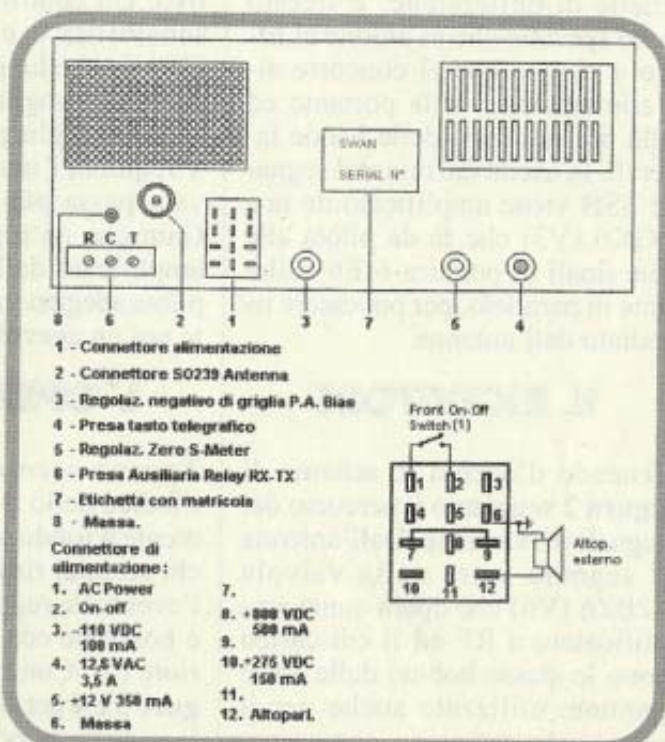 SWAN
SERIAL N°
R C T
6 2 1 3 7 5 4
1 - Connettore alimentazione
2 - Connettore SO239 Antenna
3 - Regolaz. negativo di griglia P.A. Bias
4 - Presa tasto telegrafico
5 - Regolaz. Zero S-Meter
6 - Presa Ausiliaria Relay RX-TX
7 - Etichetta con matricola
8 - Massa.
Connettore di
alimentazione:
1. AC Power
2. On-off
3. -110 VDC
100 mA
4. 12,6 VAC
3,5 A
5. +12 V 350 mA
6. Massa
7.
8. +800 VDC
500 mA
9.
10. +275 VDC
150 mA
11.
12. Altoparl.
Front On-Off
Switch (1)
1 2 3
4 5 6
7 8 9
10 11 12
Altop.
esterno